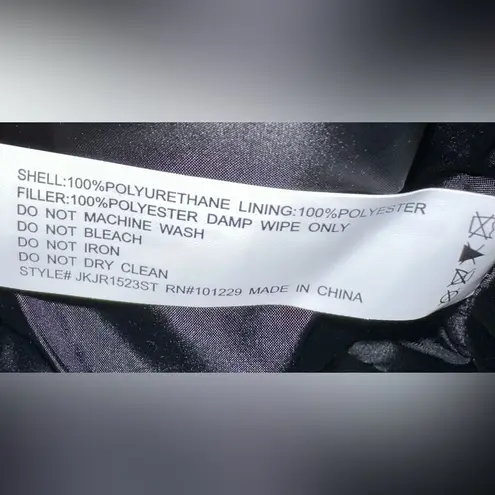 SHELL:100%POLYURETHANE LINING:100%POLYESTER
FILLER:100%POLYESTER DAMP WIPE ONLY
DO NOT MACHINE WASH
DO NOT BLEACH
DO NOT IRON
DO NOT DRY CLEAN
STYLE# JKJR1523ST RN#101229 MADE IN CHINA